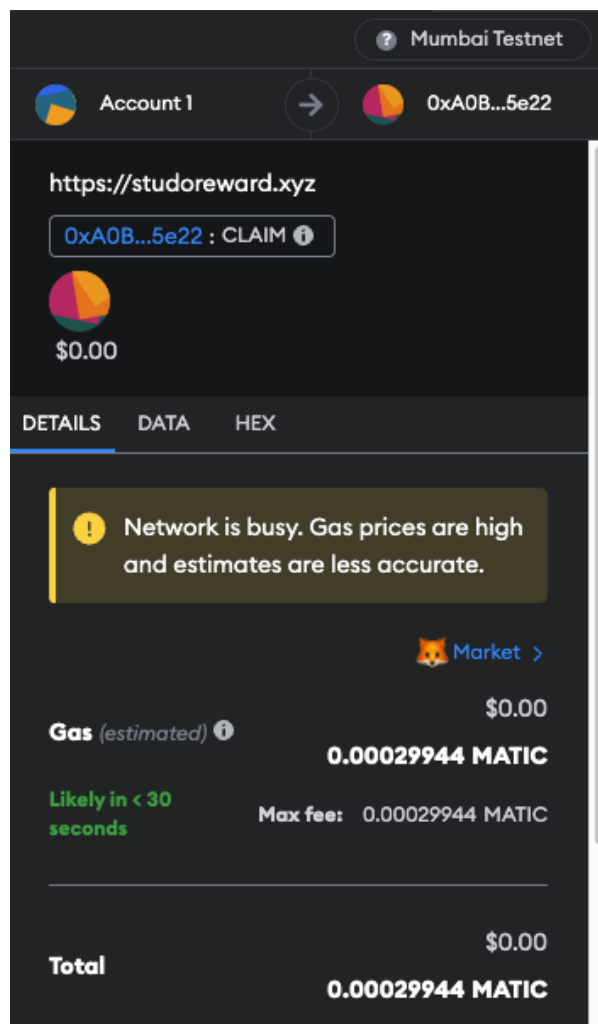 Mumbai Testnet
Account 1
0xA0B...5e22
https://studoreward.xyz
0xA0B...5e22 : CLAIM
$0.00
DETAILS DATA HEX
Network is busy. Gas prices are high
and estimates are less accurate.
Market >
$0.00
Gas (estimated)
0.00029944 MATIC
Likely in < 30
seconds
Max fee: 0.00029944 MATIC
$0.00
Total
0.00029944 MATIC